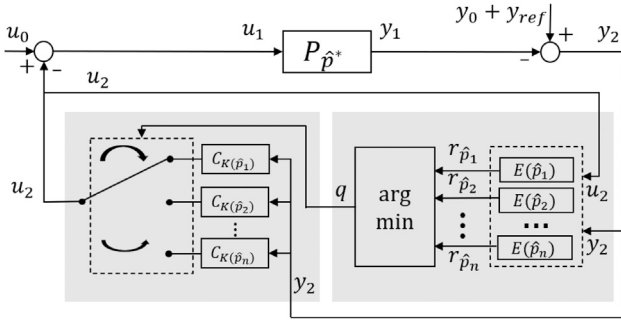 y₀ + y_ref
u₀ + − u₁ P_p̂* y₁ − + y₂
u₂
C_K(p̂₁)
C_K(p̂₂)
⋮
C_K(p̂ₙ)
u₂
y₂
q
arg
min
r_p̂₁ E(p̂₁)
r_p̂₂ E(p̂₂)
⋮ ...
r_p̂ₙ E(p̂ₙ)
u₂
y₂